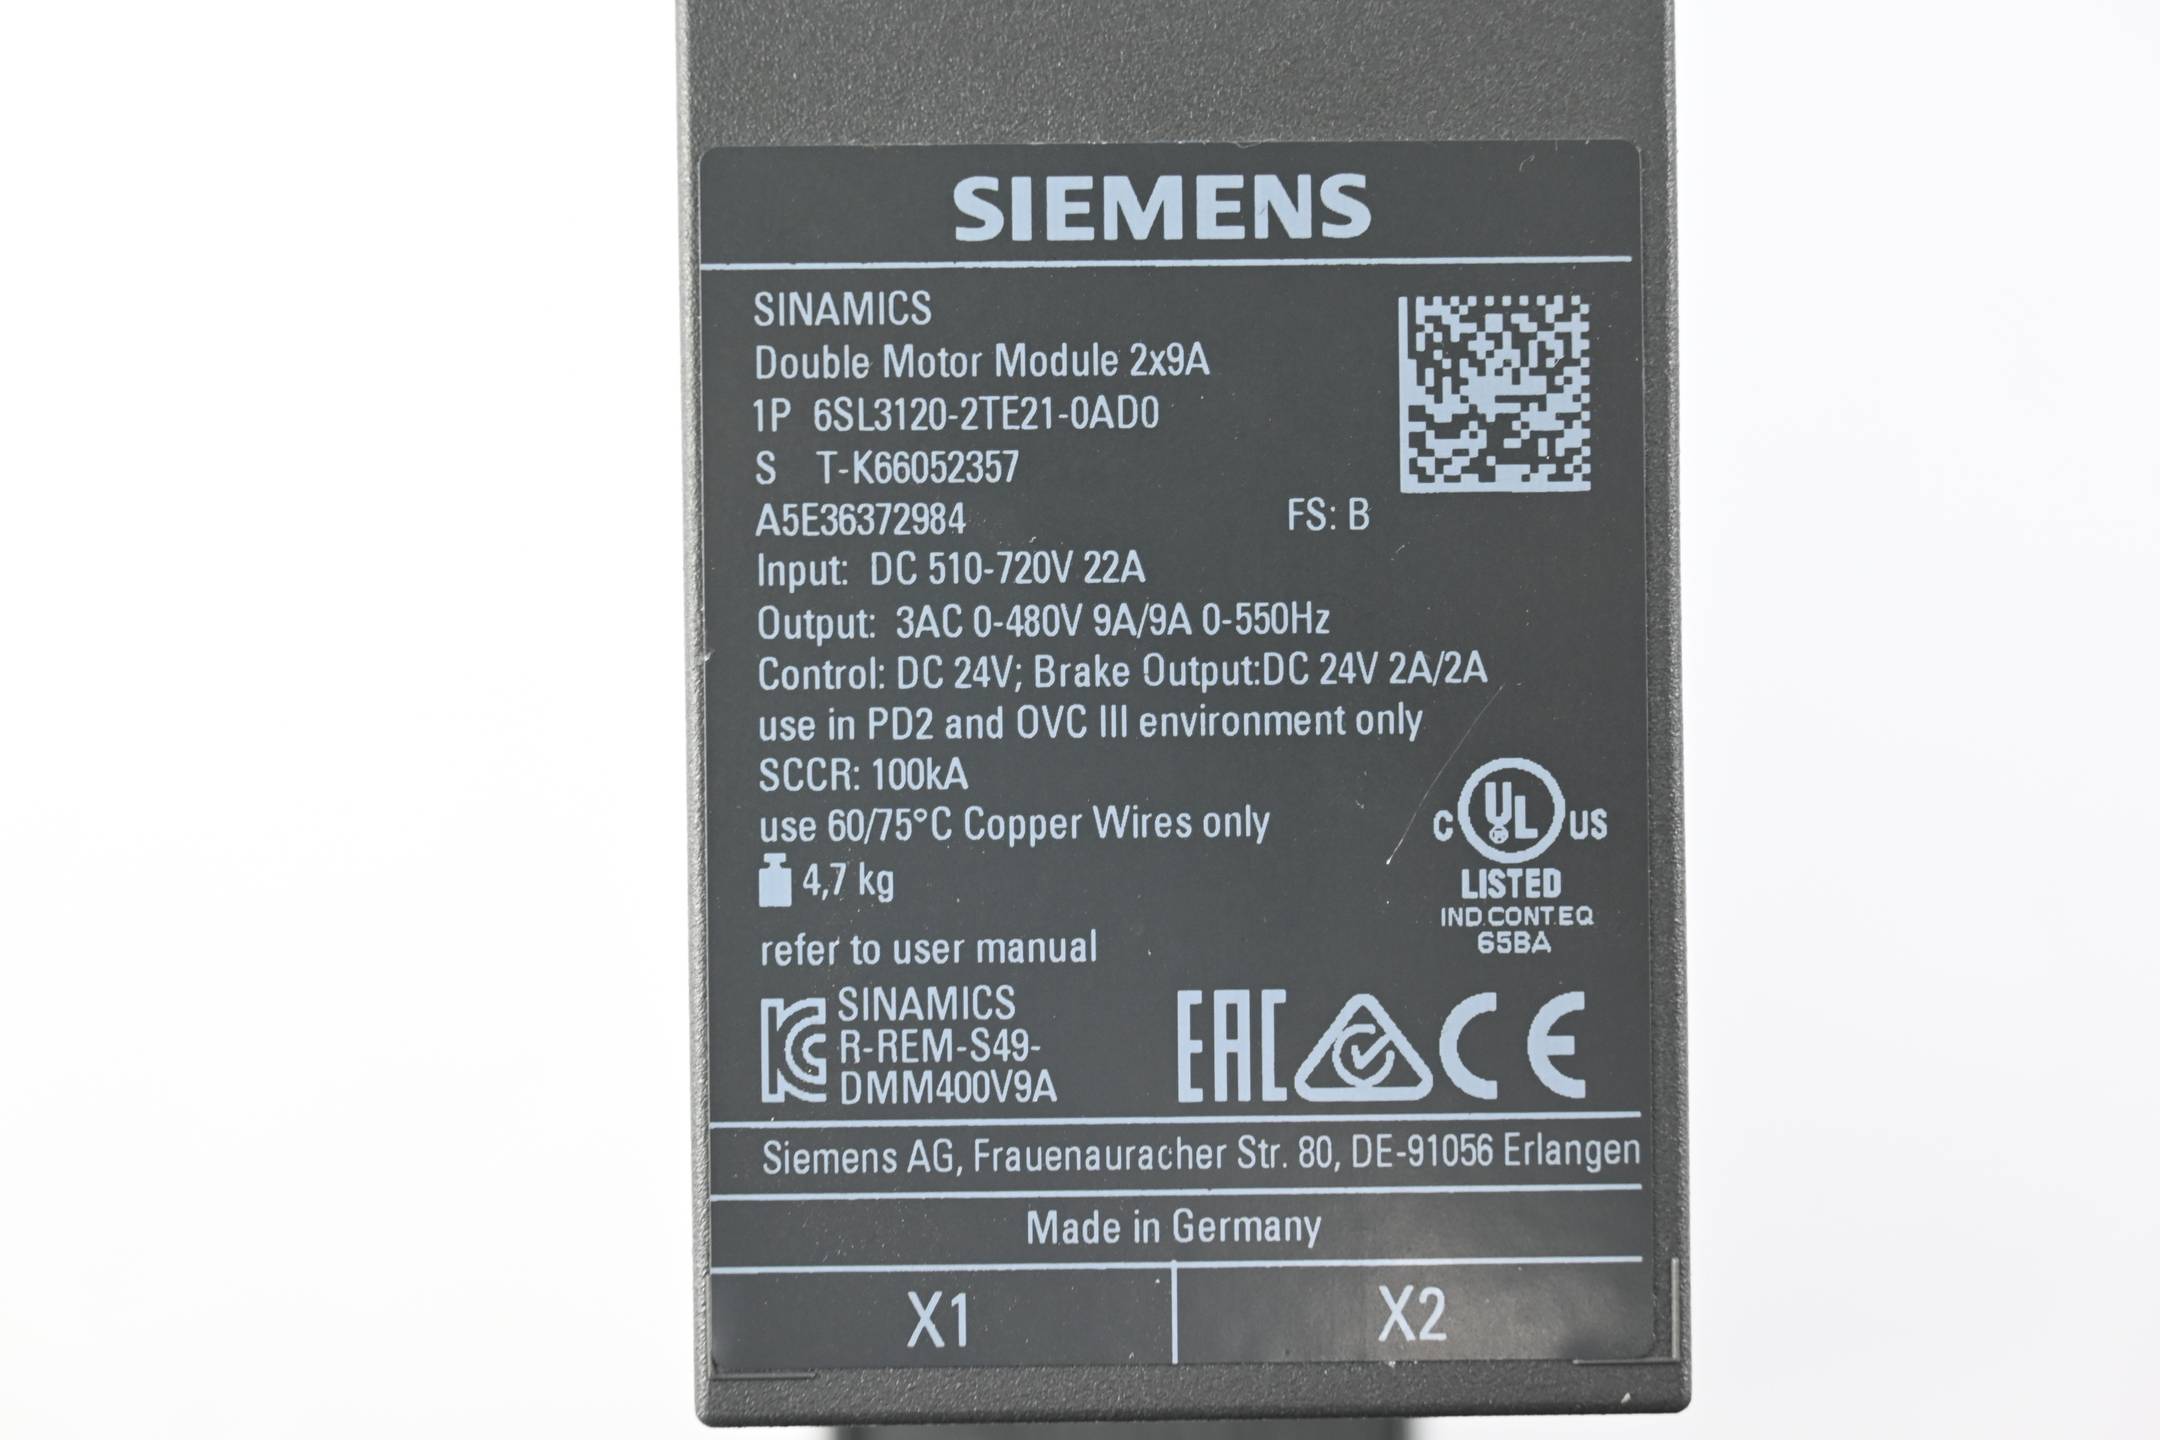 SIEMENS
SINAMICS
Double Motor Module 2x9A
1P 6SL3120-2TE21-0AD0
S T-K66052357
A5E36372984 FS: B
Input: DC 510-720V 22A
Output: 3AC 0-480V 9A/9A 0-550Hz
Control: DC 24V; Brake Output:DC 24V 2A/2A
use in PD2 and OVC III environment only
SCCR: 100kA
use 60/75°C Copper Wires only
4,7 kg
C UL ® US
LISTED
IND.CONT.EQ
65BA
refer to user manual
KC SINAMICS
R-REM-S49-
DMM400V9A
EAC CE
Siemens AG, Frauenauracher Str. 80, DE-91056 Erlangen
Made in Germany
X1 X2